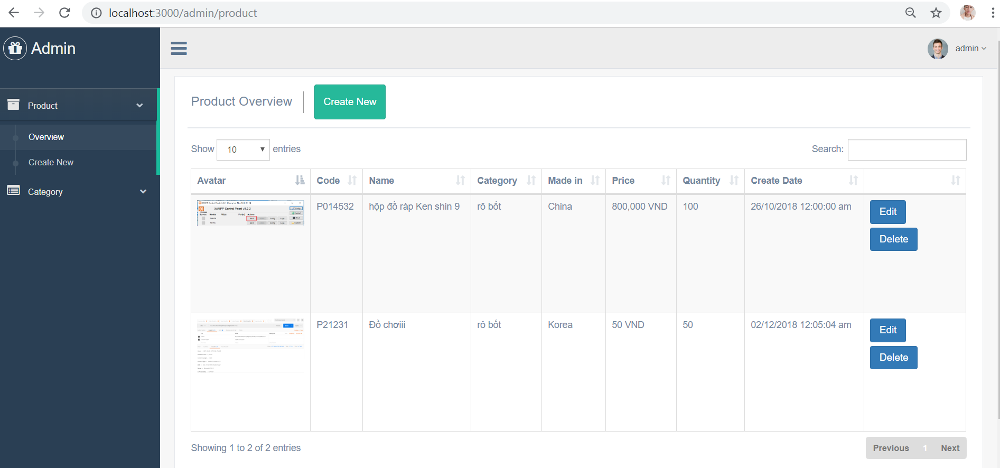 localhost:3000/admin/product
Admin
admin
Product
Overview
Create New
Category
Product Overview
Create New
Show 10 entries
Search:
Avatar Code Name Category Made in Price Quantity Create Date
XAMPP Control Panel v3.2.2
P014532 hộp đồ ráp Ken shin 9 rô bốt China 800,000 VND 100 26/10/2018 12:00:00 am
Edit
Delete
P21231 Đồ chơiii rô bốt Korea 50 VND 50 02/12/2018 12:05:04 am
Edit
Delete
Showing 1 to 2 of 2 entries
Previous 1 Next